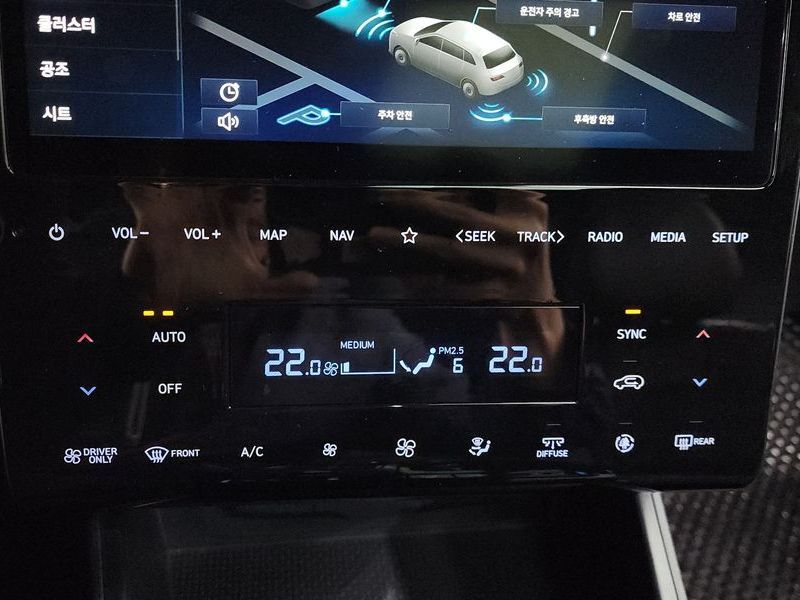 클러스터
공조
시트
운전자 주의 경고
차로 안전
주차 안전
후측방 안전
VOL−
VOL+
MAP
NAV
<SEEK
TRACK>
RADIO
MEDIA
SETUP
AUTO
SYNC
OFF
MEDIUM
22.0
PM2.5
6
22.0
DRIVER
ONLY
FRONT
A/C
DIFFUSE
REAR